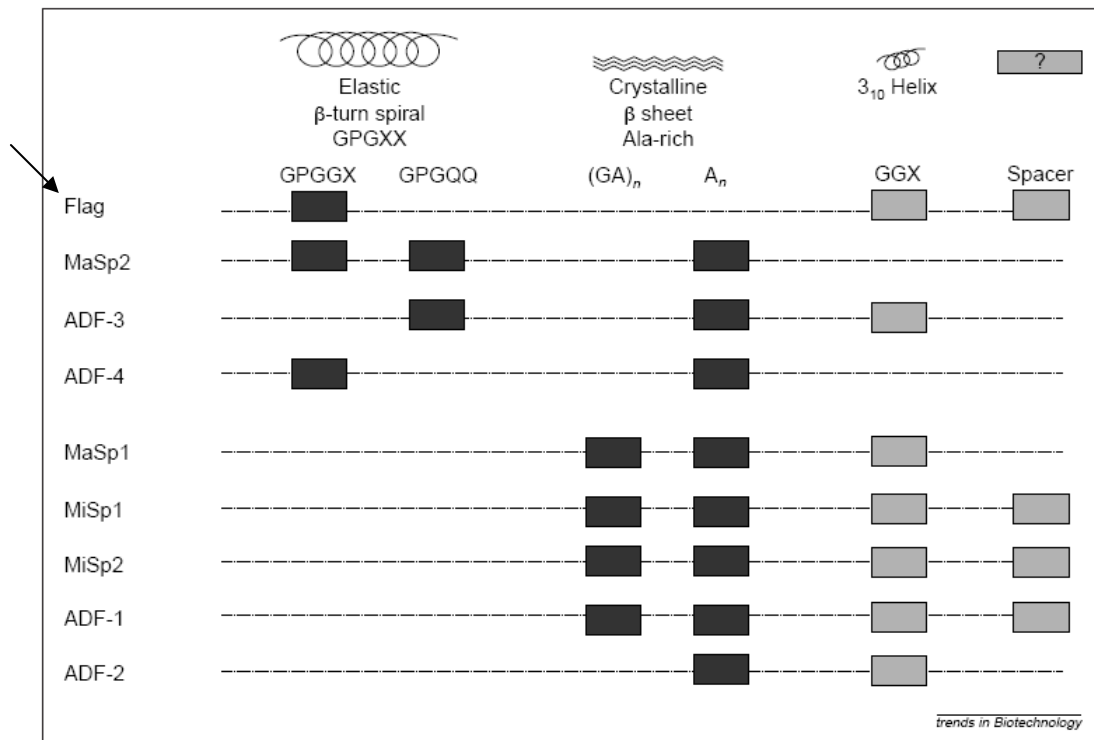 ?
Elastic
β-turn spiral
GPGXX
Crystalline
β sheet
Ala-rich
3₁₀ Helix
GPGGX GPGQQ (GA)ₙ Aₙ GGX Spacer
Flag
MaSp2
ADF-3
ADF-4
MaSp1
MiSp1
MiSp2
ADF-1
ADF-2
trends in Biotechnology